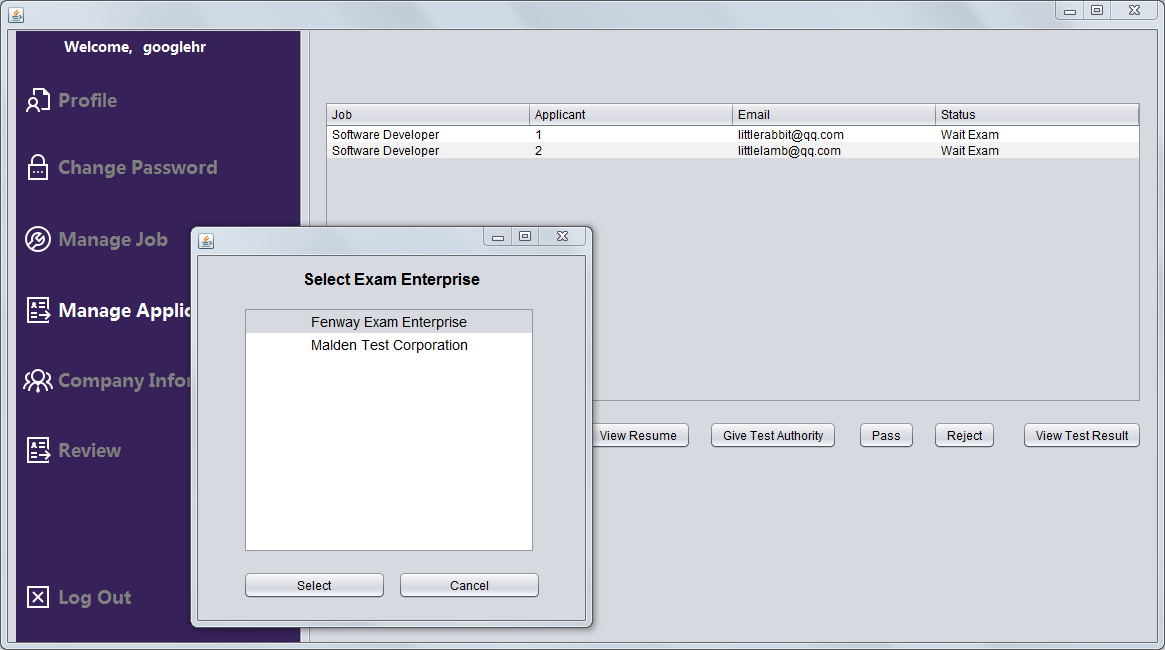 Welcome, googlehr
Profile
Change Password
Manage Job
Manage Applic
Company Infor
Review
Log Out
Job Applicant Email Status
Software Developer 1 littlerabbit@qq.com Wait Exam
Software Developer 2 littlelamb@qq.com Wait Exam
View Resume Give Test Authority Pass Reject View Test Result
Select Exam Enterprise
Fenway Exam Enterprise
Malden Test Corporation
Select Cancel